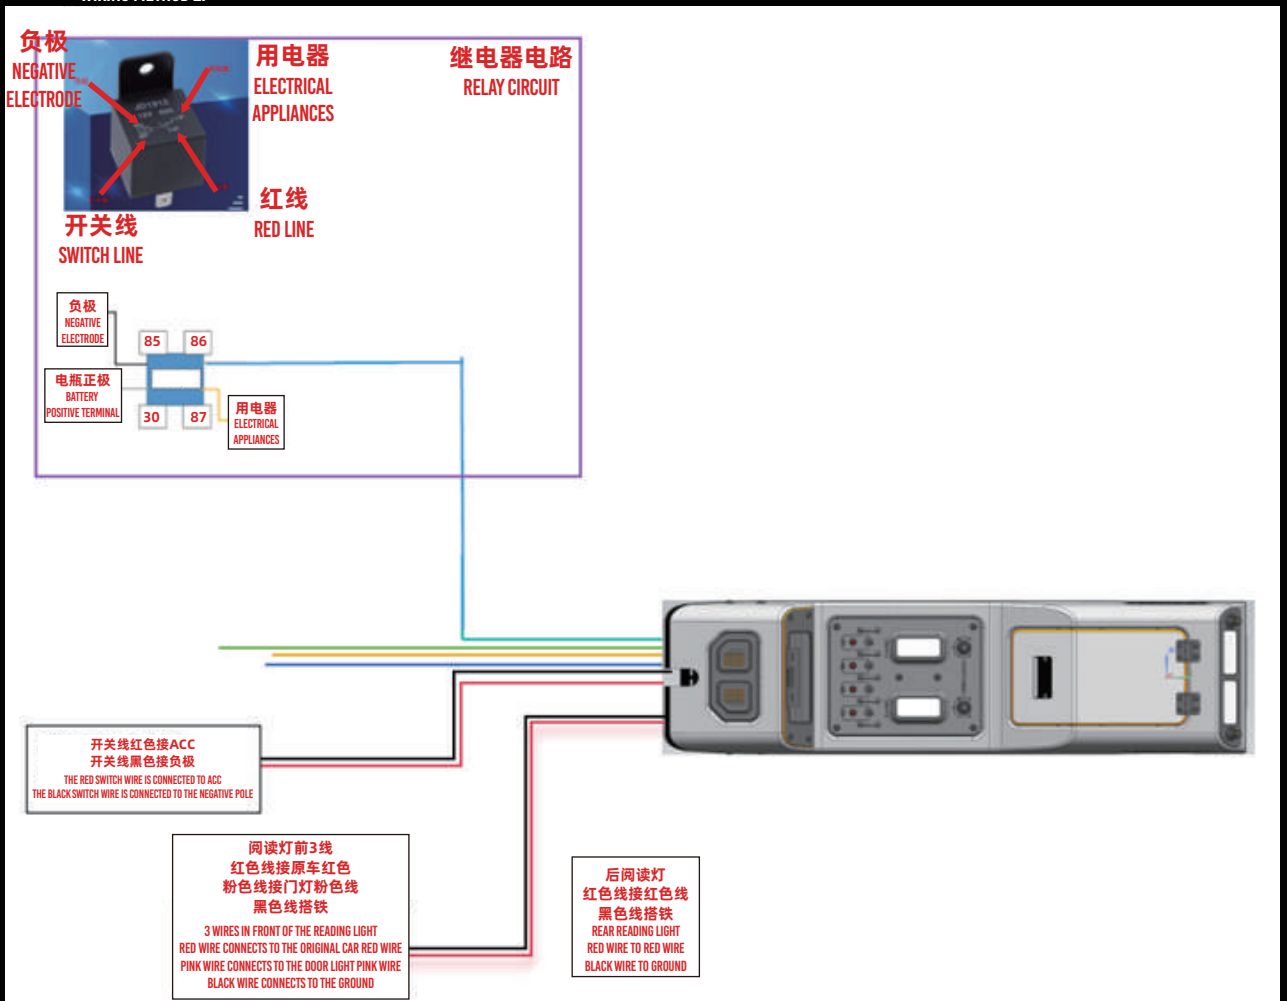 负极
NEGATIVE
ELECTRODE
用电器
ELECTRICAL
APPLIANCES
继电器电路
RELAY CIRCUIT
开关线
SWITCH LINE
红线
RED LINE
负极
NEGATIVE
ELECTRODE
85
86
电瓶正极
BATTERY
POSITIVE TERMINAL
30
87
用电器
ELECTRICAL
APPLIANCES
开关线红色接ACC
开关线黑色接负极
THE RED SWITCH WIRE IS CONNECTED TO ACC
THE BLACK SWITCH WIRE IS CONNECTED TO THE NEGATIVE POLE
阅读灯前3线
红色线接原车红色
粉色线接门灯粉色线
黑色线搭铁
3 WIRES IN FRONT OF THE READING LIGHT
RED WIRE CONNECTS TO THE ORIGINAL CAR RED WIRE
PINK WIRE CONNECTS TO THE DOOR LIGHT PINK WIRE
BLACK WIRE CONNECTS TO THE GROUND
后阅读灯
红色线接红色线
黑色线搭铁
REAR READING LIGHT
RED WIRE TO RED WIRE
BLACK WIRE TO GROUND